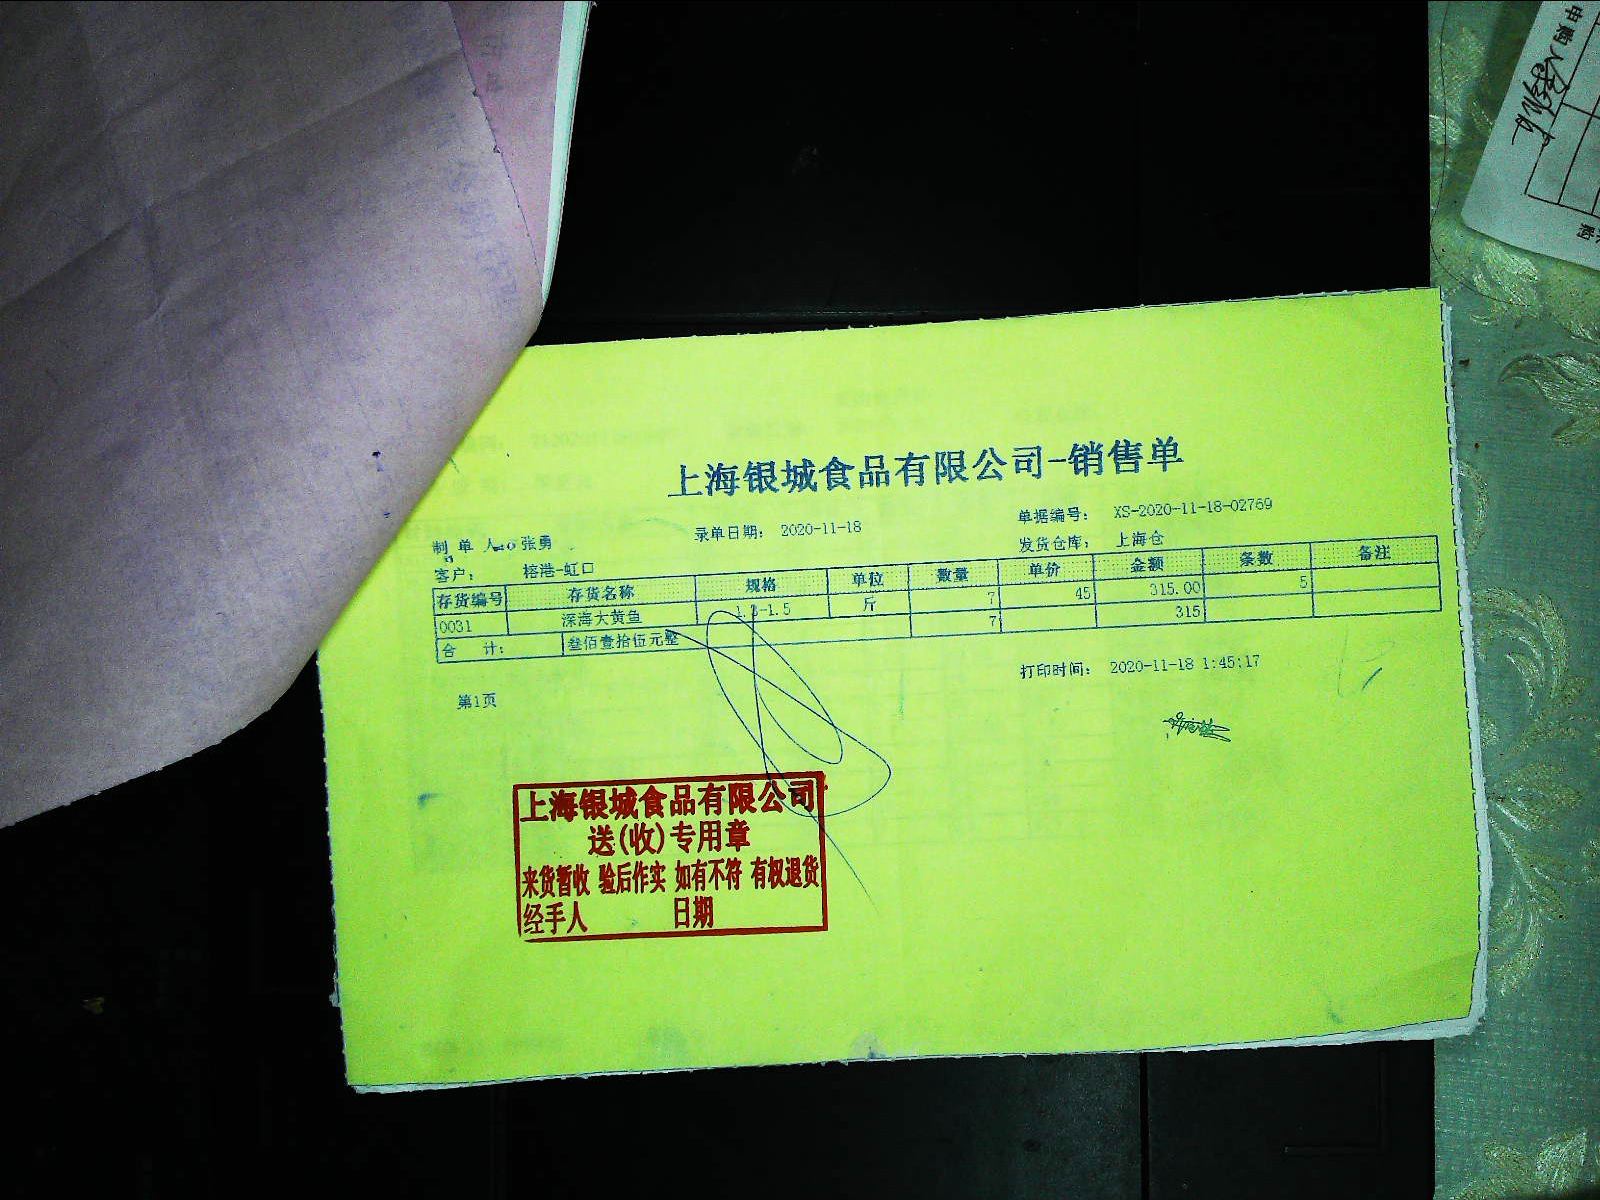 上海银城食品有限公司-销售单
制 单 人 张勇 录单日期: 2020-11-18 单据编号: XS-2020-11-18-02769
客户: 榕港-虹口 发货仓库: 上海仓
存货编号 存货名称 规格 单位 数量 单价 金额 条数 备注
0031 深海大黄鱼 1.3-1.5 斤 7 45 315.00 5
合 计: 叁佰壹拾伍元整 7 315
打印时间: 2020-11-18 1:45:17
第1页
上海银城食品有限公司
送(收)专用章
来货暂收 验后作实 如有不符 有权退货
经手人 日期
申购人